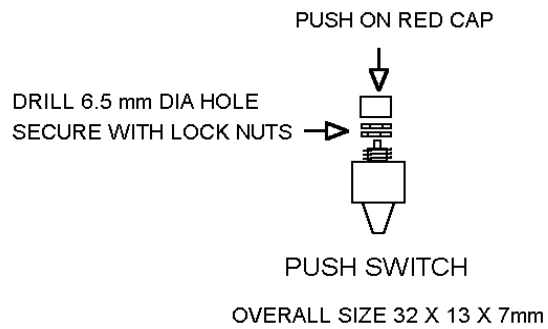 PUSH ON RED CAP
DRILL 6.5 mm DIA HOLE
SECURE WITH LOCK NUTS
PUSH SWITCH
OVERALL SIZE 32 X 13 X 7mm